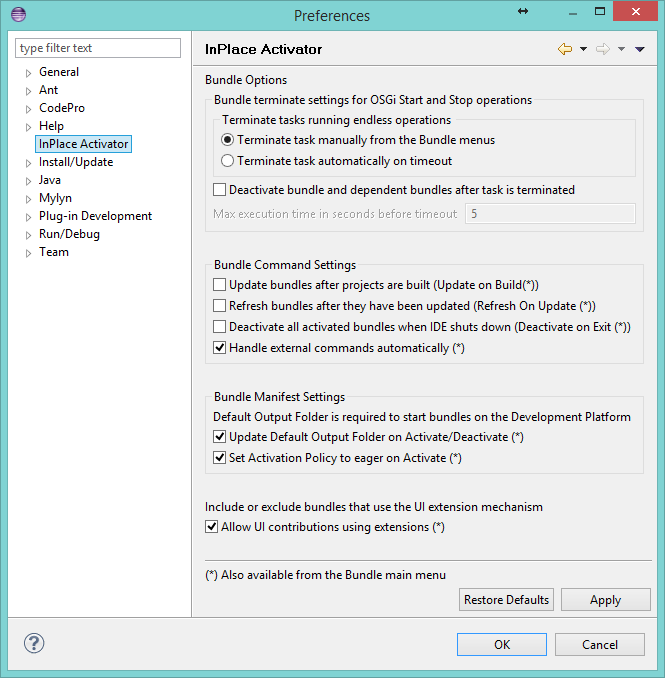 Preferences
type filter text
General
Ant
CodePro
Help
InPlace Activator
Install/Update
Java
Mylyn
Plug-in Development
Run/Debug
Team
InPlace Activator
Bundle Options
Bundle terminate settings for OSGi Start and Stop operations
Terminate tasks running endless operations
Terminate task manually from the Bundle menus
Terminate task automatically on timeout
Deactivate bundle and dependent bundles after task is terminated
Max execution time in seconds before timeout 5
Bundle Command Settings
Update bundles after projects are built (Update on Build(*))
Refresh bundles after they have been updated (Refresh On Update (*))
Deactivate all activated bundles when IDE shuts down (Deactivate on Exit (*))
Handle external commands automatically (*)
Bundle Manifest Settings
Default Output Folder is required to start bundles on the Development Platform
Update Default Output Folder on Activate/Deactivate (*)
Set Activation Policy to eager on Activate (*)
Include or exclude bundles that use the UI extension mechanism
Allow UI contributions using extensions (*)
(*) Also available from the Bundle main menu
Restore Defaults Apply
? OK Cancel